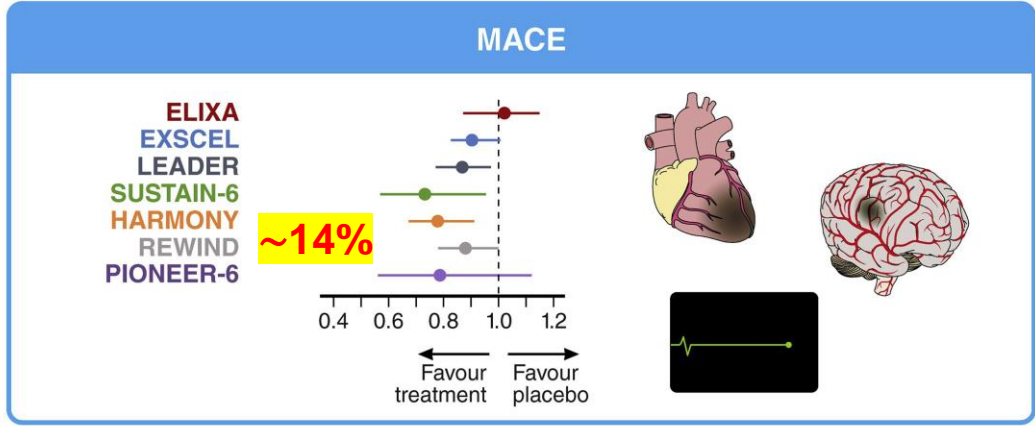 MACE
ELIXA
EXSCEL
LEADER
SUSTAIN-6
HARMONY
REWIND
PIONEER-6
~14%
0.4 0.6 0.8 1.0 1.2
Favour treatment
Favour placebo